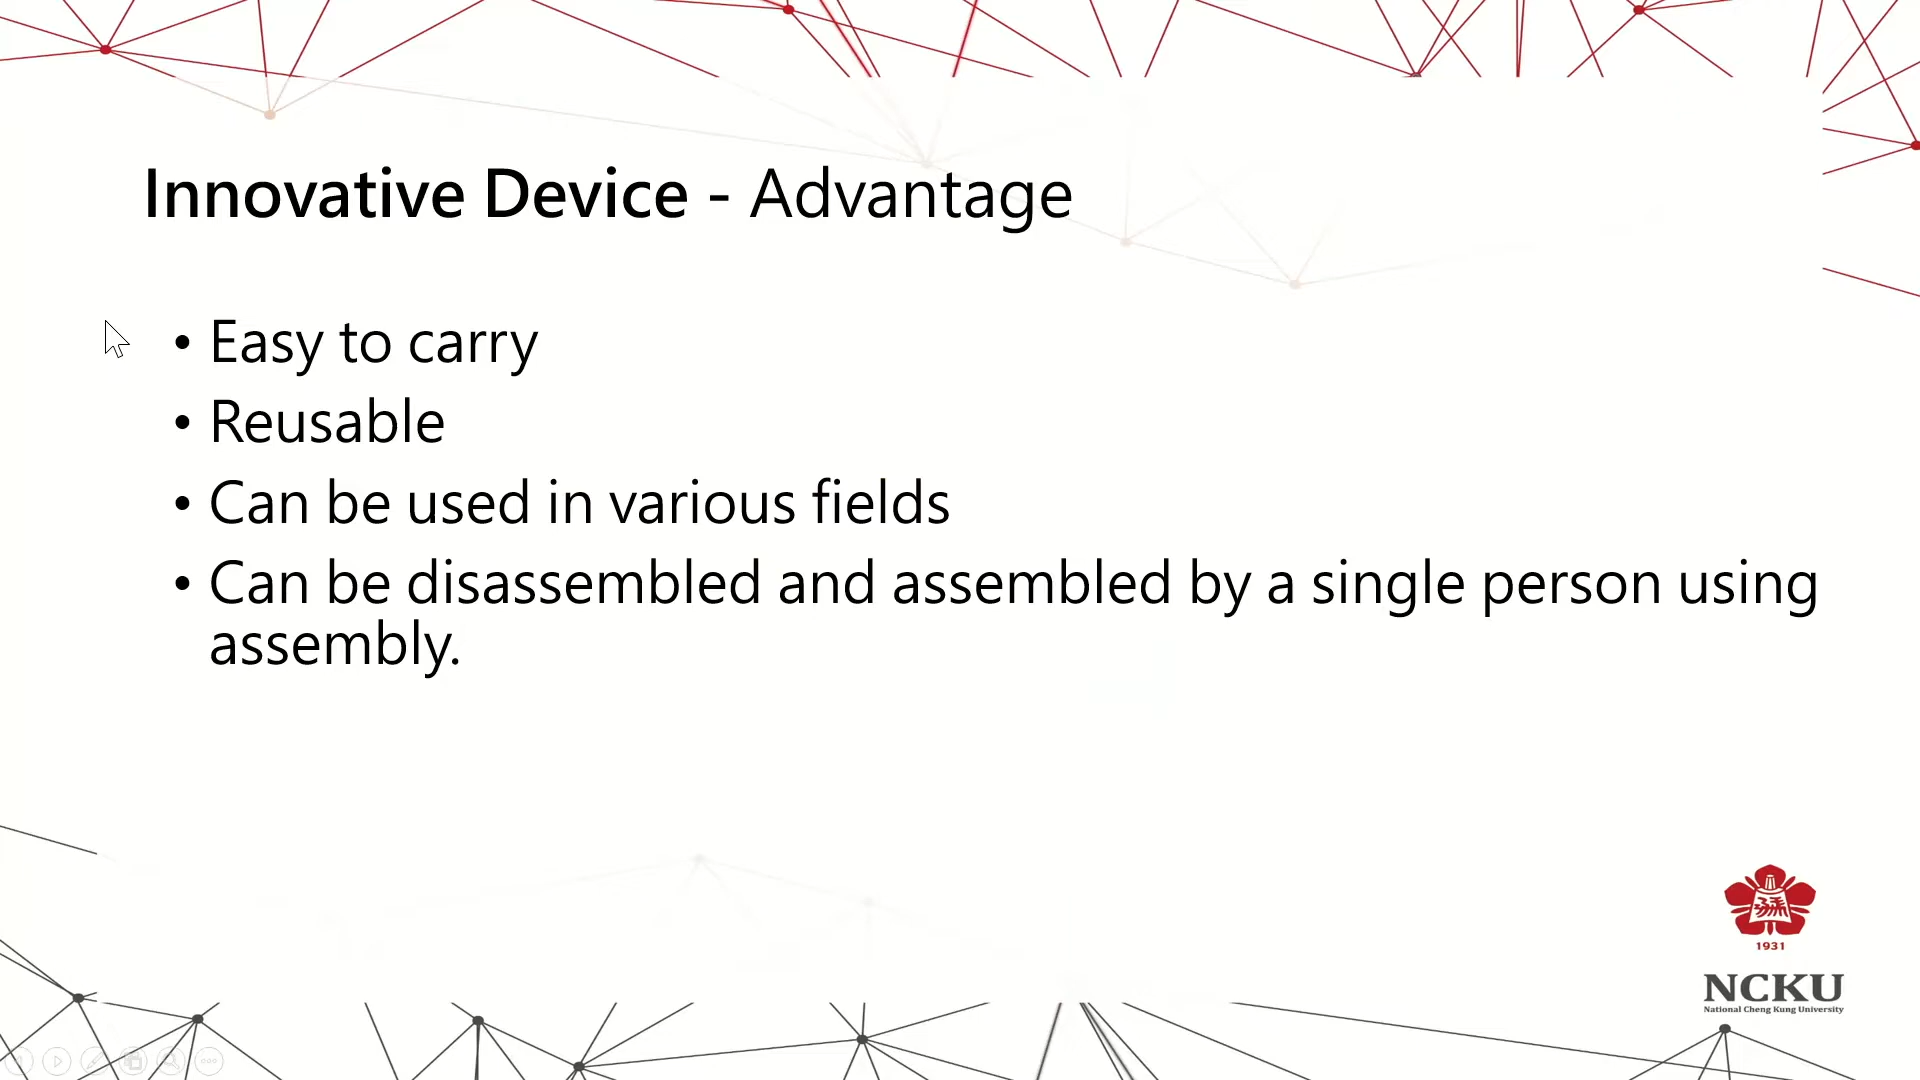 Innovative Device - Advantage
• Easy to carry
• Reusable
• Can be used in various fields
• Can be disassembled and assembled by a single person using
assembly.
1931
NCKU
National Cheng Kung University